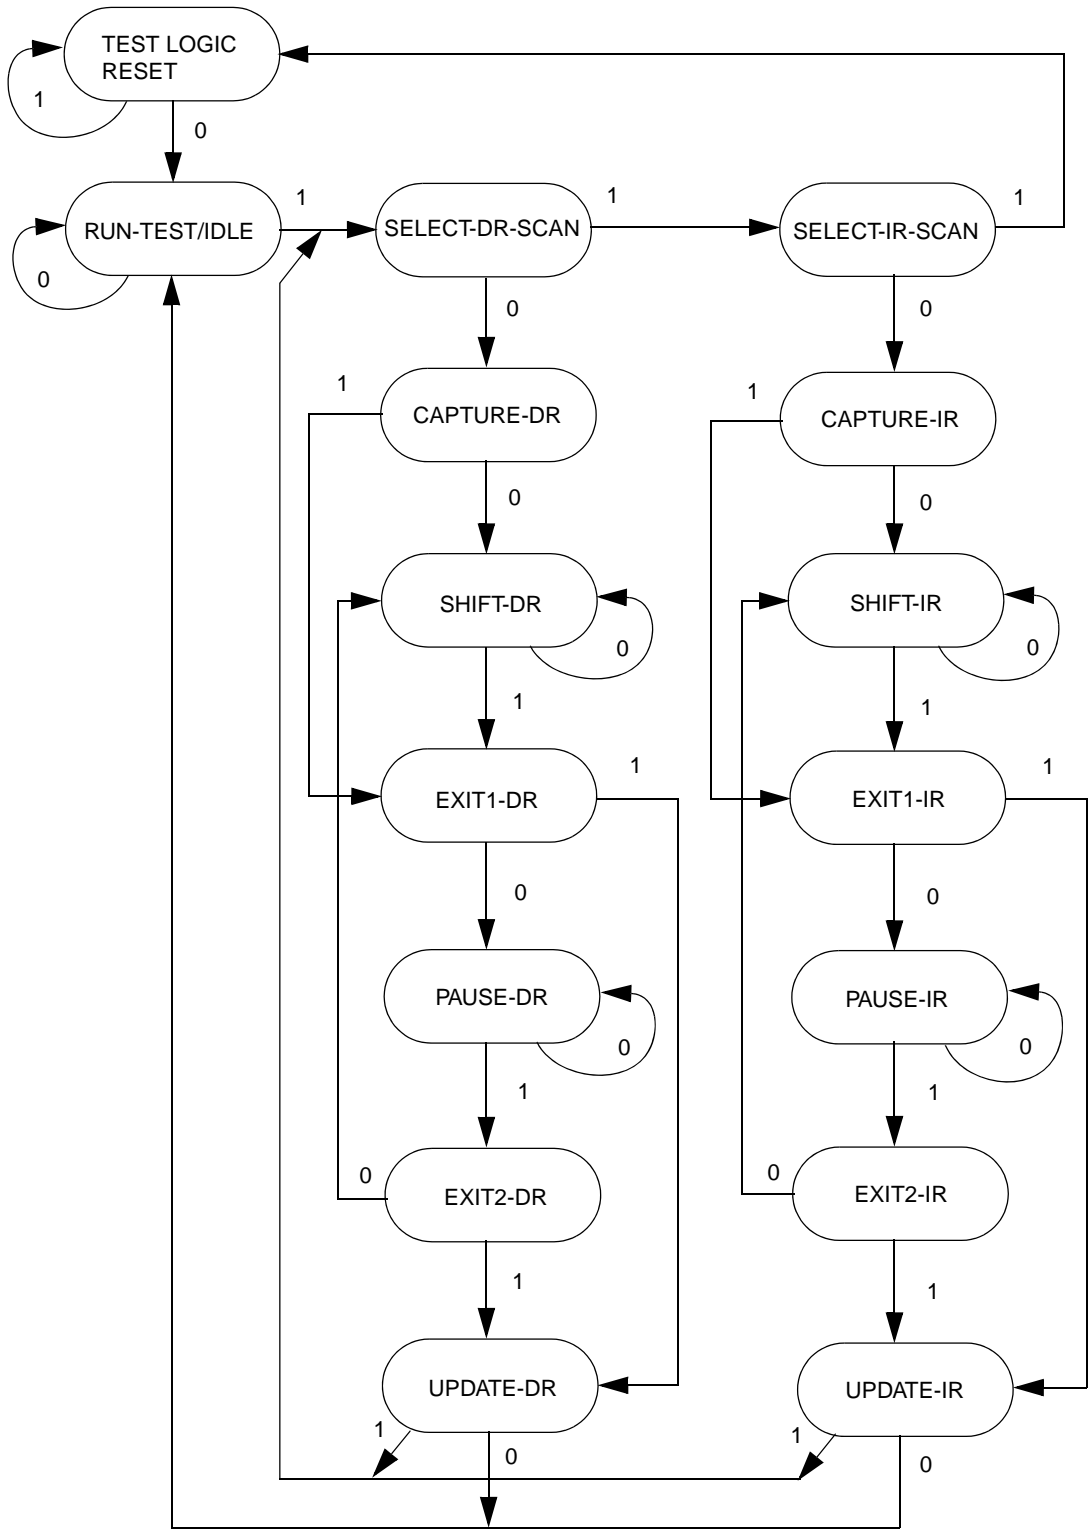 TEST LOGIC
RESET
1
0
RUN-TEST/IDLE
0
1
SELECT-DR-SCAN
1
SELECT-IR-SCAN
1
0
0
1
CAPTURE-DR
1
CAPTURE-IR
0
0
SHIFT-DR
0
SHIFT-IR
0
1
1
EXIT1-DR
1
EXIT1-IR
1
0
0
PAUSE-DR
0
PAUSE-IR
0
1
1
0
EXIT2-DR
0
EXIT2-IR
1
1
UPDATE-DR
UPDATE-IR
1
0
1
0